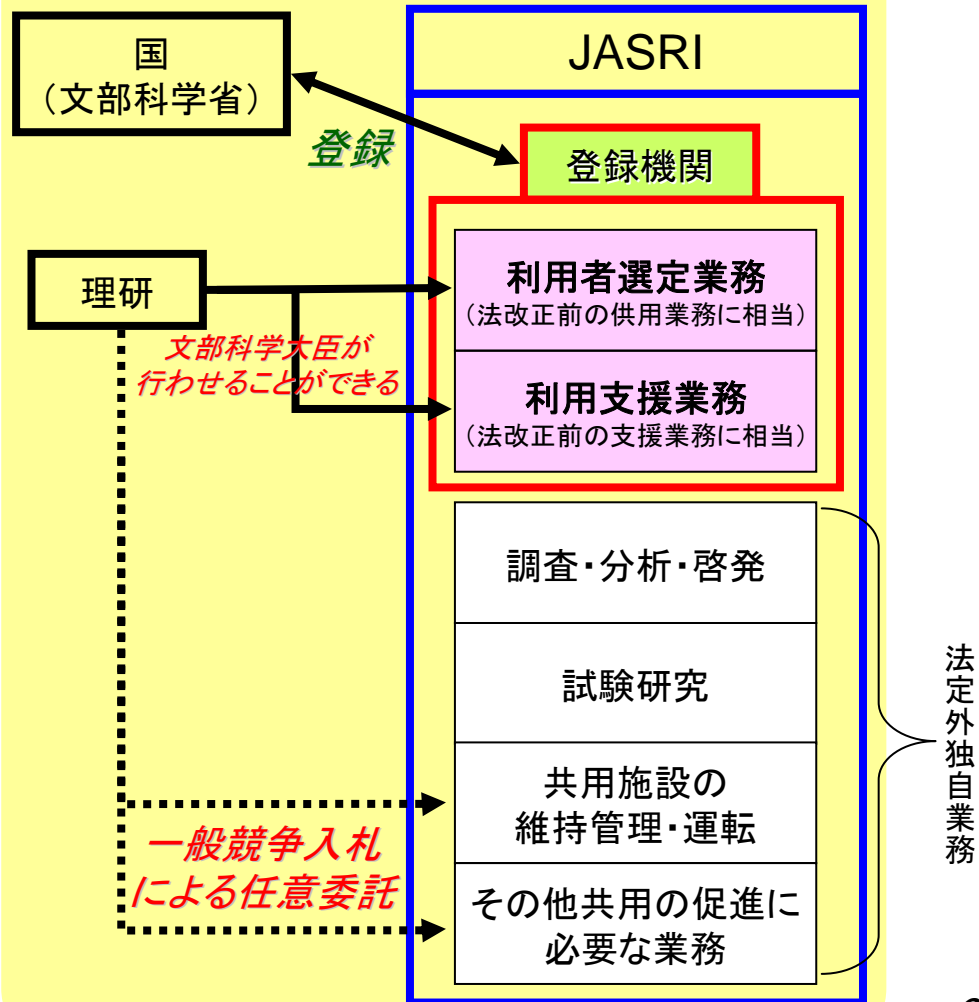 国
（文部科学省）
JASRI
登録
登録機関
理研
利用者選定業務
（法改正前の供用業務に相当）
文部科学大臣が
行わせることができる
利用支援業務
（法改正前の支援業務に相当）
調査・分析・啓発
試験研究
共用施設の
維持管理・運転
一般競争入札
による任意委託
その他共用の促進に
必要な業務
法定外独自業務